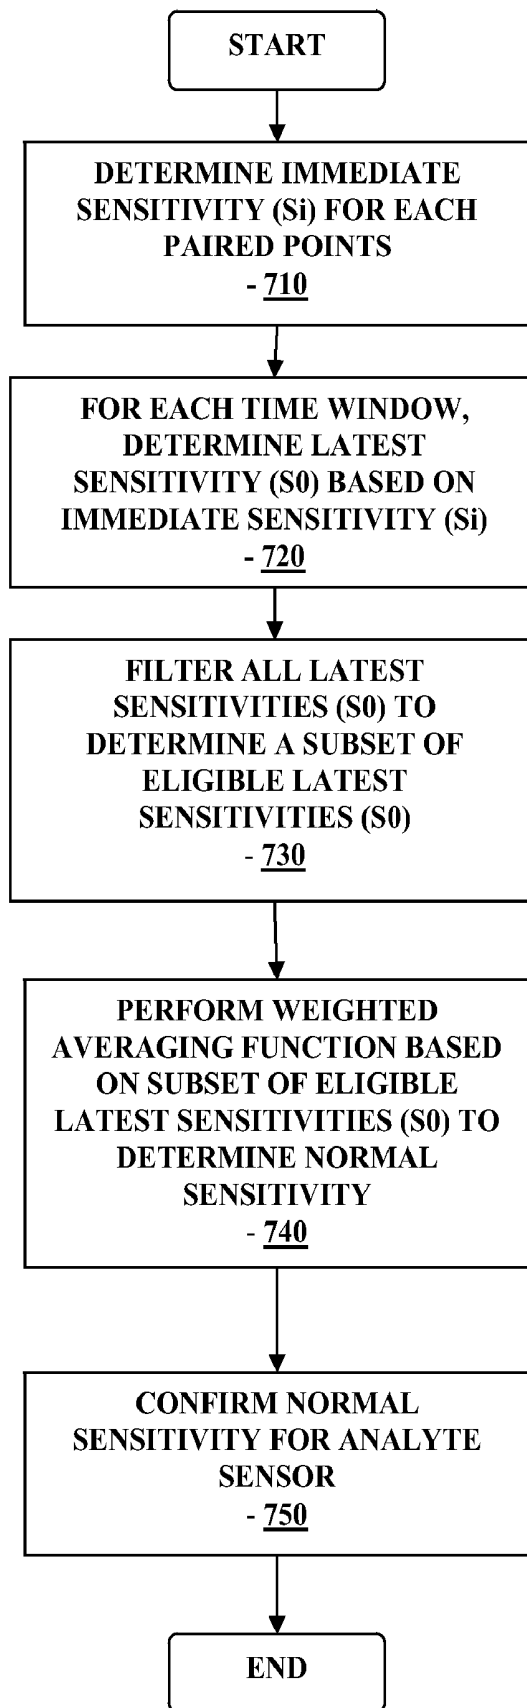 START
DETERMINE IMMEDIATE
SENSITIVITY (Si) FOR EACH
PAIRED POINTS
- 710
FOR EACH TIME WINDOW,
DETERMINE LATEST
SENSITIVITY (S0) BASED ON
IMMEDIATE SENSITIVITY (Si)
- 720
FILTER ALL LATEST
SENSITIVITIES (S0) TO
DETERMINE A SUBSET OF
ELIGIBLE LATEST
SENSITIVITIES (S0)
- 730
PERFORM WEIGHTED
AVERAGING FUNCTION BASED
ON SUBSET OF ELIGIBLE
LATEST SENSITIVITIES (S0) TO
DETERMINE NORMAL
SENSITIVITY
- 740
CONFIRM NORMAL
SENSITIVITY FOR ANALYTE
SENSOR
- 750
END